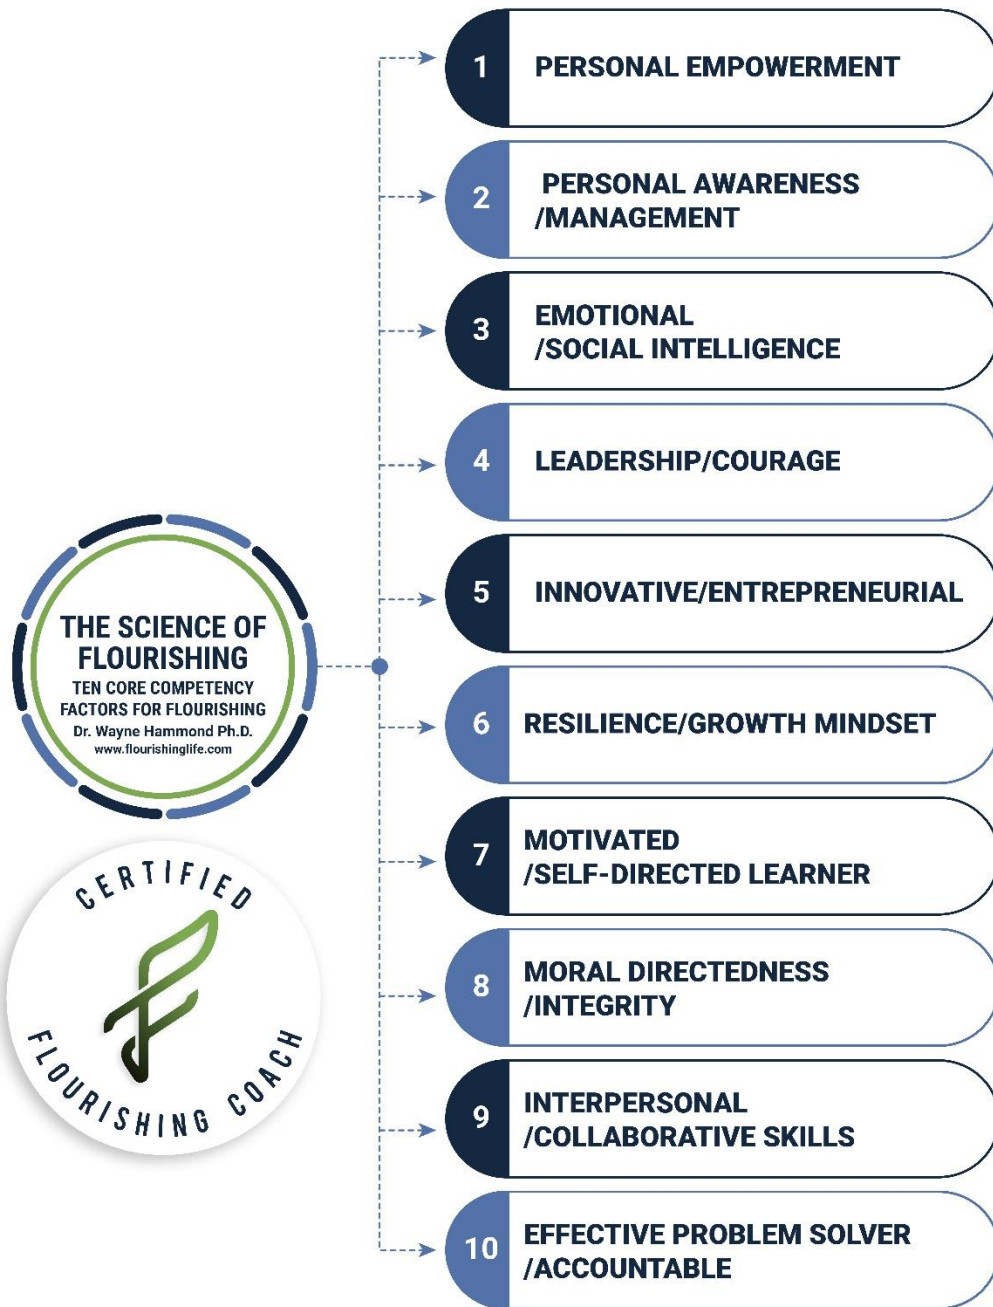 1
PERSONAL EMPOWERMENT
2
PERSONAL AWARENESS
/MANAGEMENT
3
EMOTIONAL
/SOCIAL INTELLIGENCE
4
LEADERSHIP/COURAGE
5
INNOVATIVE/ENTREPRENEURIAL
6
RESILIENCE/GROWTH MINDSET
7
MOTIVATED
/SELF-DIRECTED LEARNER
8
MORAL DIRECTEDNESS
/INTEGRITY
9
INTERPERSONAL
/COLLABORATIVE SKILLS
10
EFFECTIVE PROBLEM SOLVER
/ACCOUNTABLE
THE SCIENCE OF
FLOURISHING
TEN CORE COMPETENCY
FACTORS FOR FLOURISHING
Dr. Wayne Hammond Ph.D.
www.flourishinglife.com
CERTIFIED
FLOURISHING COACH